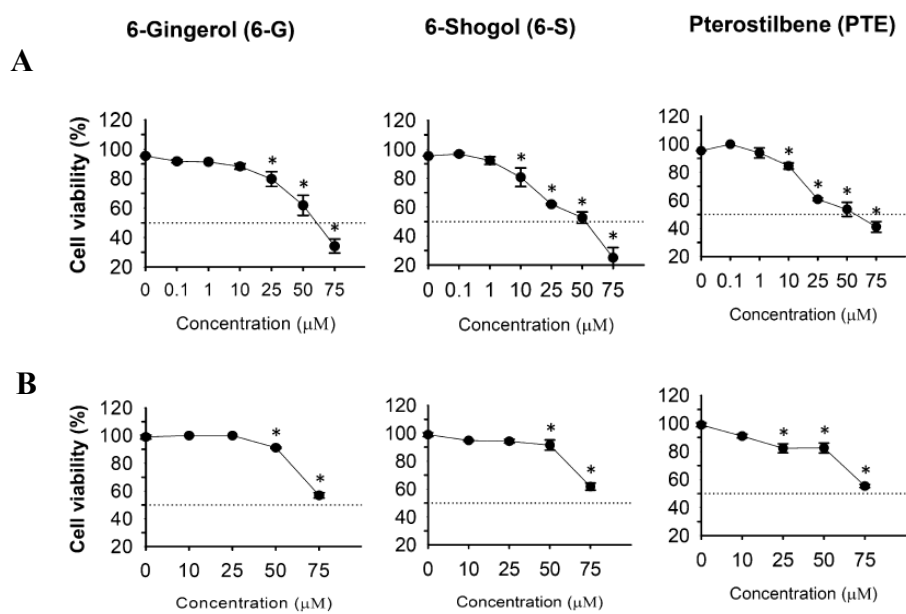 6-Gingerol (6-G) 6-Shogol (6-S) Pterostilbene (PTE)
A
Cell viability (%)
120
100
80
60
40
20
* * *
0 0.1 1 10 25 50 75
Concentration (μM)
120
100
80
60
40
20
* * * *
0 0.1 1 10 25 50 75
Concentration (μM)
120
100
80
60
40
20
* * * *
0 0.1 1 10 25 50 75
Concentration (μM)
B
Cell viability (%)
120
100
80
60
40
20
* *
0 10 25 50 75
Concentration (μM)
120
100
80
60
40
20
* *
0 10 25 50 75
Concentration (μM)
120
100
80
60
40
20
* * *
0 10 25 50 75
Concentration (μM)